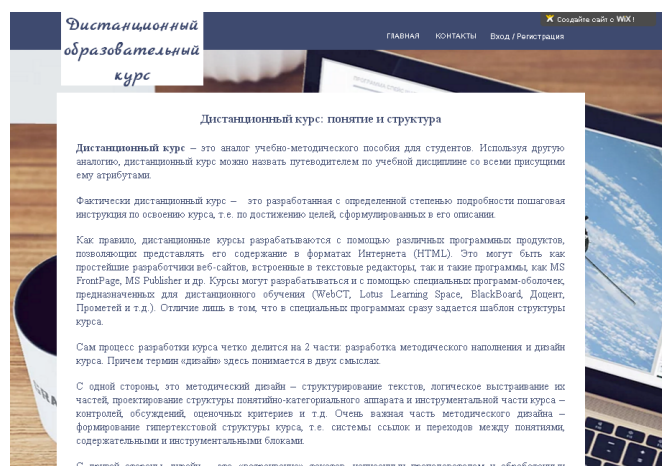 Создайте сайт с WiX!
Дистанционный
образовательный
курс
ГЛАВНАЯ КОНТАКТЫ Вход / Регистрация
Дистанционный курс: понятие и структура
Дистанционный курс – это аналог учебно-методического пособия для студентов. Используя другую
аналогию, дистанционный курс можно назвать путеводителем по учебной дисциплине со всеми присущими
ему атрибутами.
Фактически дистанционный курс – это разработанная с определенной степенью подробности пошаговая
инструкция по освоению курса, т.е. по достижению целей, сформулированных в его описании.
Как правило, дистанционные курсы разрабатываются с помощью различных программных продуктов,
позволяющих представлять его содержание в форматах Интернета (HTML). Это могут быть как
простейшие разработчики веб-сайтов, встроенные в текстовые редакторы, так и такие программы, как MS
FrontPage, MS Publisher и др. Курсы могут разрабатываться и с помощью специальных программ-оболочек,
предназначенных для дистанционного обучения (WebCT, Lotus Learning Space, BlackBoard, Доцент,
Прометей и т.д.). Отличие лишь в том, что в специальных программах сразу задается шаблон структуры
курса.
Сам процесс разработки курса четко делится на 2 части: разработка методического наполнения и дизайн
курса. Причем термин «дизайн» здесь понимается в двух смыслах.
С одной стороны, это методический дизайн – структурирование текстов, логическое выстраивание их
частей, проектирование структуры понятийно-категориального аппарата и инструментальной части курса –
контролей, обсуждений, оценочных критериев и т.д. Очень важная часть методического дизайна –
формирование гипертекстовой структуры курса, т.е. системы ссылок и переходов между понятиями,
содержательными и инструментальными блоками.
С другой стороны, дизайн – это